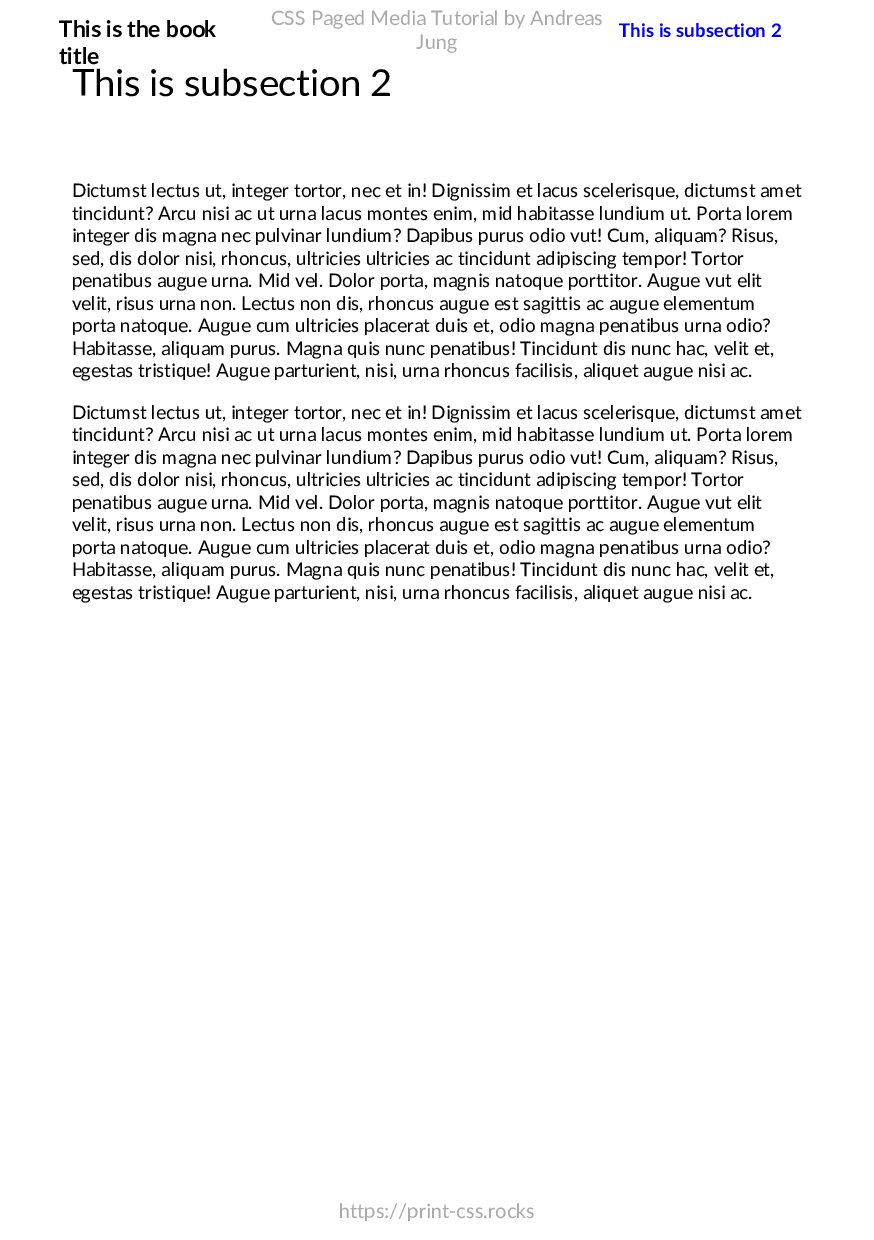 This is the book
title
CSS Paged Media Tutorial by Andreas
Jung
This is subsection 2
This is subsection 2
Dictumst lectus ut, integer tortor, nec et in! Dignissim et lacus scelerisque, dictumst amet
tincidunt? Arcu nisi ac ut urna lacus montes enim, mid habitasse lundium ut. Porta lorem
integer dis magna nec pulvinar lundium? Dapibus purus odio vut! Cum, aliquam? Risus,
sed, dis dolor nisi, rhoncus, ultricies ultricies ac tincidunt adipiscing tempor! Tortor
penatibus augue urna. Mid vel. Dolor porta, magnis natoque porttitor. Augue vut elit
velit, risus urna non. Lectus non dis, rhoncus augue est sagittis ac augue elementum
porta natoque. Augue cum ultricies placerat duis et, odio magna penatibus urna odio?
Habitasse, aliquam purus. Magna quis nunc penatibus! Tincidunt dis nunc hac, velit et,
egestas tristique! Augue parturient, nisi, urna rhoncus facilisis, aliquet augue nisi ac.
Dictumst lectus ut, integer tortor, nec et in! Dignissim et lacus scelerisque, dictumst amet
tincidunt? Arcu nisi ac ut urna lacus montes enim, mid habitasse lundium ut. Porta lorem
integer dis magna nec pulvinar lundium? Dapibus purus odio vut! Cum, aliquam? Risus,
sed, dis dolor nisi, rhoncus, ultricies ultricies ac tincidunt adipiscing tempor! Tortor
penatibus augue urna. Mid vel. Dolor porta, magnis natoque porttitor. Augue vut elit
velit, risus urna non. Lectus non dis, rhoncus augue est sagittis ac augue elementum
porta natoque. Augue cum ultricies placerat duis et, odio magna penatibus urna odio?
Habitasse, aliquam purus. Magna quis nunc penatibus! Tincidunt dis nunc hac, velit et,
egestas tristique! Augue parturient, nisi, urna rhoncus facilisis, aliquet augue nisi ac.
https://print-css.rocks